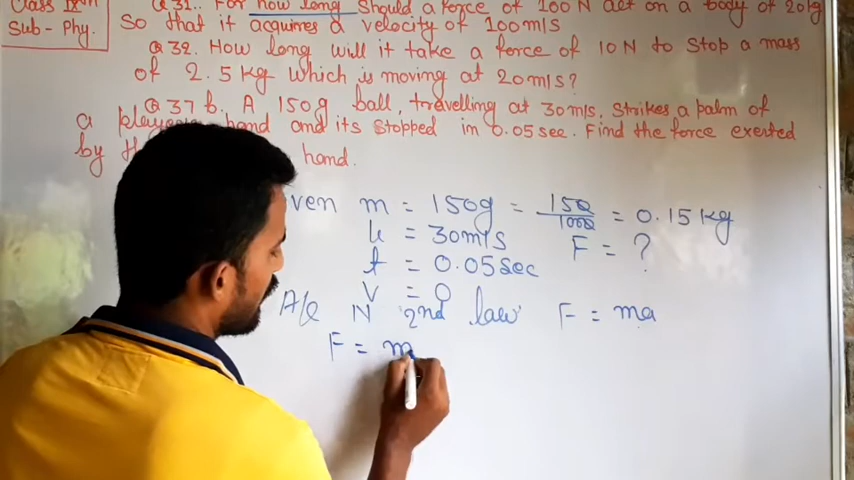 Class IXth
Sub - Phy.
Q31. For how long Should a force of 100 N act on a body of 20kg
So that it acquires a velocity of 100m/s
Q32. How long will it take a force of 10 N to Stop a mass
of 2.5 kg which is moving at 20m/s?
Q37 b. A 150g ball, travelling at 30m/s, Strikes a palm of
a player hand and its stopped in 0.05sec. Find the force exerted
by hand.
m = 150g = 150/1000 = 0.15 kg
u = 30m/s F = ?
t = 0.05sec
V = 0
A/c N 2nd law F = ma
F = m